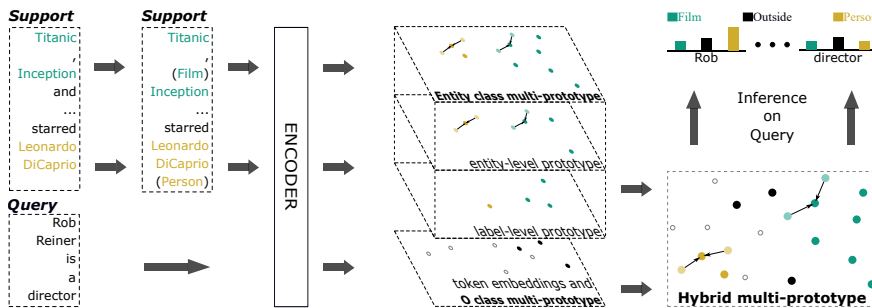 Support
Titanic
,
Inception
and
...
starred
Leonardo
DiCaprio
Support
Titanic
,
(Film)
Inception
...
starred
Leonardo
DiCaprio
(Person)
Query
Rob
Reiner
is
a
director
ENCODER
Entity class multi-prototype
entity-level prototype
label-level prototype
token embeddings and
O class multi-prototype
Film Outside Person
Rob director
Inference
on
Query
Hybrid multi-prototype